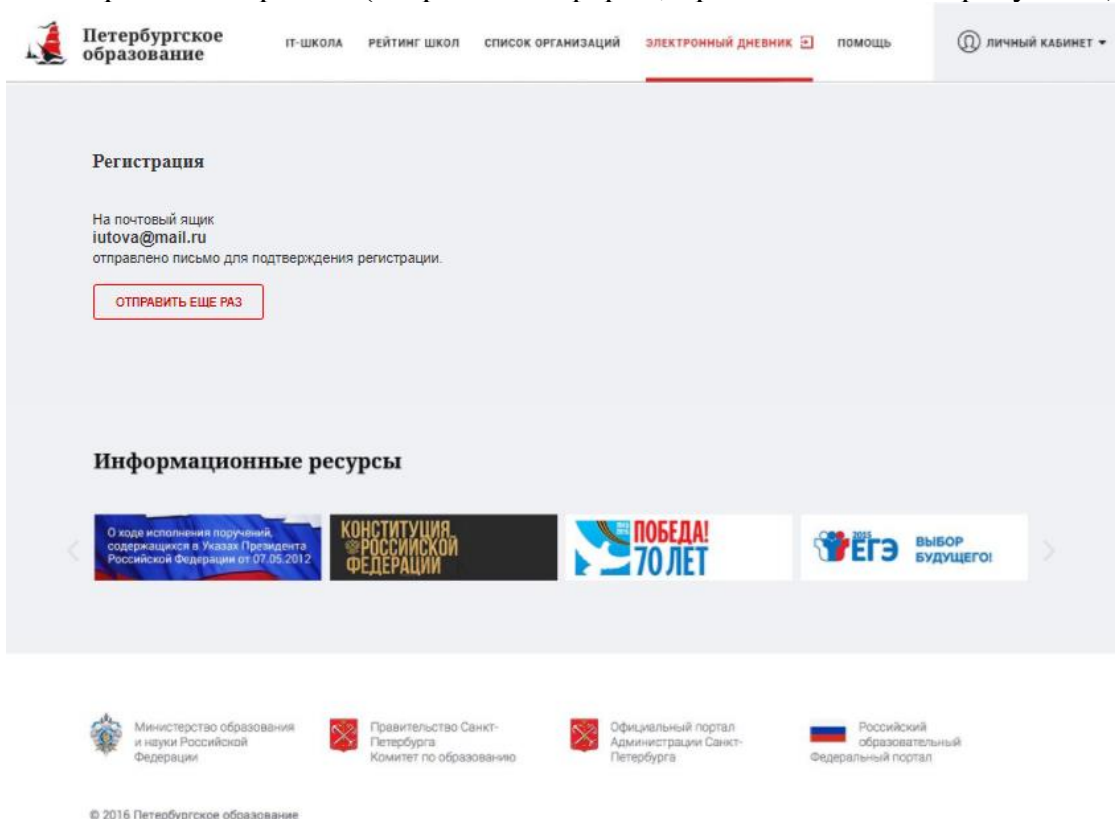 Петербургское
образование
IT-ШКОЛА РЕЙТИНГ ШКОЛ СПИСОК ОРГАНИЗАЦИЙ ЭЛЕКТРОННЫЙ ДНЕВНИК ПОМОЩЬ ЛИЧНЫЙ КАБИНЕТ
Регистрация
На почтовый ящик
iutova@mail.ru
отправлено письмо для подтверждения регистрации.
ОТПРАВИТЬ ЕЩЕ РАЗ
Информационные ресурсы
О ходе исполнения поручений,
содержащихся в Указах Президента
Российской Федерации от 07.05.2012
КОНСТИТУЦИЯ
РОССИЙСКОЙ
ФЕДЕРАЦИИ
ПОБЕДА!
70 ЛЕТ
2015
ЕГЭ
ВЫБОР
БУДУЩЕГО!
Министерство образования
и науки Российской
Федерации
Правительство Санкт-
Петербурга
Комитет по образованию
Официальный портал
Администрации Санкт-
Петербурга
Российский
образовательный
Федеральный портал
© 2016 Петербургское образование